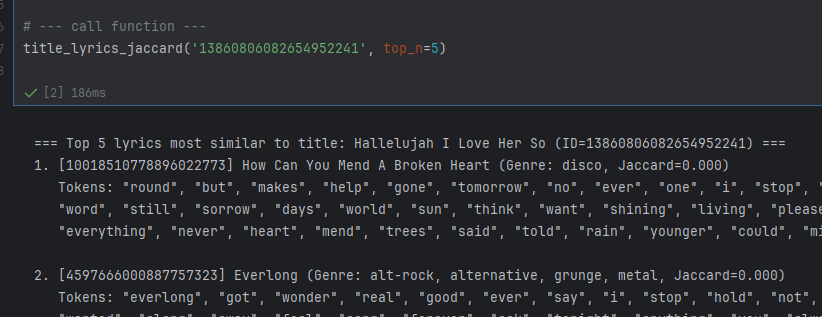 # --- call function ---
title_lyrics_jaccard('13860806082654952241', top_n=5)
[2] 186ms
=== Top 5 lyrics most similar to title: Hallelujah I Love Her So (ID=13860806082654952241) ===
1. [10018510778896022773] How Can You Mend A Broken Heart (Genre: disco, Jaccard=0.000)
Tokens: "round", "but", "makes", "help", "gone", "tomorrow", "no", "ever", "one", "i", "stop", "
"word", "still", "sorrow", "days", "world", "sun", "think", "want", "shining", "living", "please
"everything", "never", "heart", "mend", "trees", "said", "told", "rain", "younger", "could", "mi
2. [4597666000887757323] Everlong (Genre: alt-rock, alternative, grunge, metal, Jaccard=0.000)
Tokens: "everlong", "got", "wonder", "real", "good", "ever", "say", "i", "stop", "hold", "not",